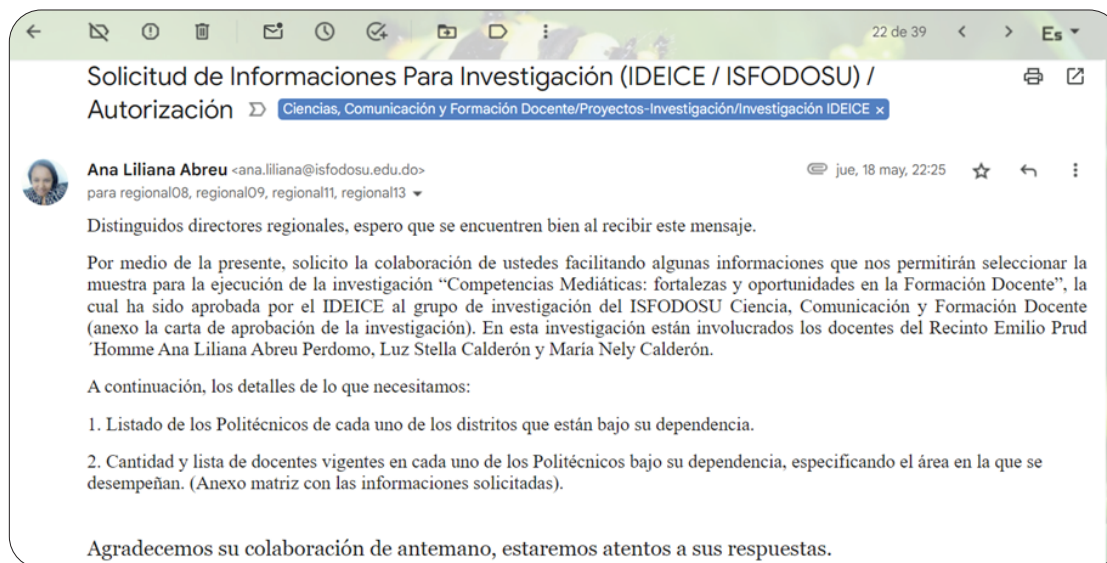 22 de 39
Es
Solicitud de Informaciones Para Investigación (IDEICE / ISFODOSU) /
Autorización Ciencias, Comunicación y Formación Docente/Proyectos-Investigación/Investigación IDEICE ×
Ana Liliana Abreu <ana.liliana@isfodosu.edu.do> jue, 18 may, 22:25
para regional08, regional09, regional11, regional13
Distinguidos directores regionales, espero que se encuentren bien al recibir este mensaje.
Por medio de la presente, solicito la colaboración de ustedes facilitando algunas informaciones que nos permitirán seleccionar la
muestra para la ejecución de la investigación “Competencias Mediáticas: fortalezas y oportunidades en la Formación Docente”, la
cual ha sido aprobada por el IDEICE al grupo de investigación del ISFODOSU Ciencia, Comunicación y Formación Docente
(anexo la carta de aprobación de la investigación). En esta investigación están involucrados los docentes del Recinto Emilio Prud
´Homme Ana Liliana Abreu Perdomo, Luz Stella Calderón y María Nely Calderón.
A continuación, los detalles de lo que necesitamos:
1. Listado de los Politécnicos de cada uno de los distritos que están bajo su dependencia.
2. Cantidad y lista de docentes vigentes en cada uno de los Politécnicos bajo su dependencia, especificando el área en la que se
desempeñan. (Anexo matriz con las informaciones solicitadas).
Agradecemos su colaboración de antemano, estaremos atentos a sus respuestas.